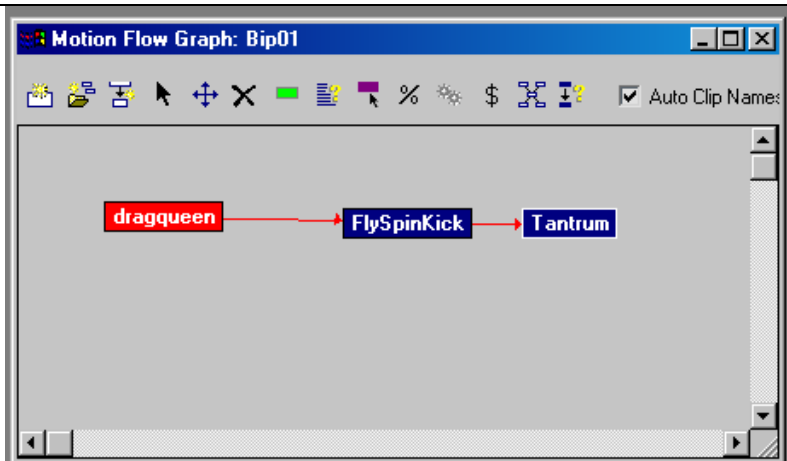 Motion Flow Graph: Bip01
% $ Auto Clip Names
dragqueen FlySpinKick Tantrum